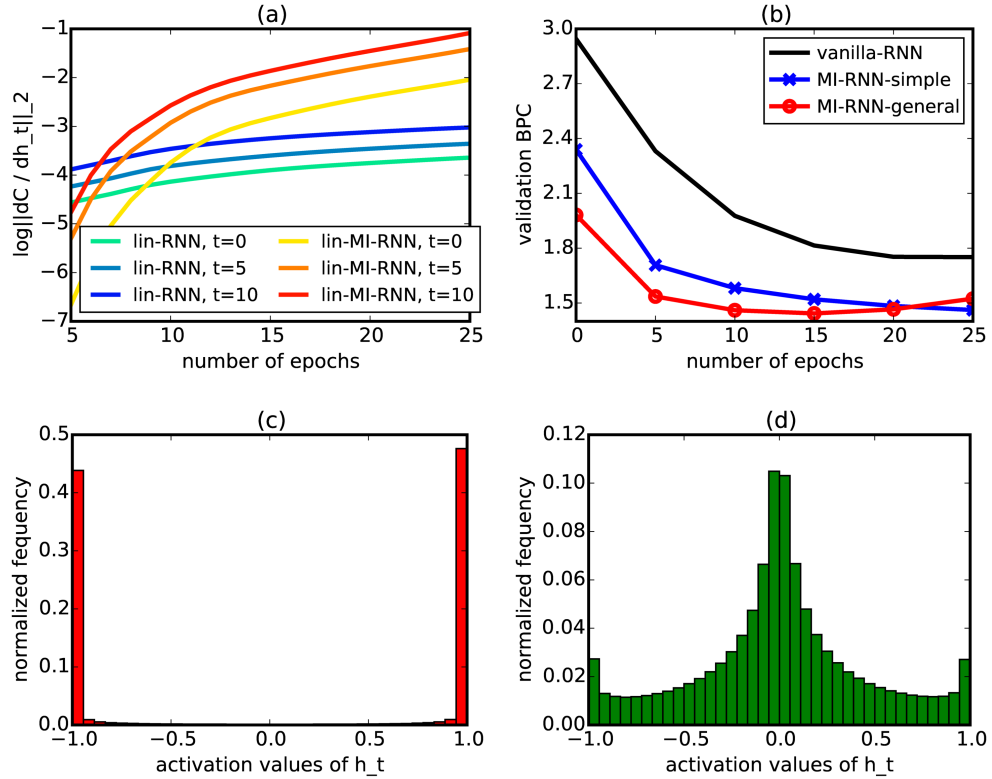 (a)
−1
−2
−3
−4
−5
−6
−7
log||dC / dh_t||_2
lin-RNN, t=0
lin-RNN, t=5
lin-RNN, t=10
lin-MI-RNN, t=0
lin-MI-RNN, t=5
lin-MI-RNN, t=10
5 10 15 20 25
number of epochs
(b)
3.0
2.7
2.4
2.1
1.8
1.5
validation BPC
vanilla-RNN
MI-RNN-simple
MI-RNN-general
0 5 10 15 20 25
number of epochs
(c)
0.5
0.4
0.3
0.2
0.1
0.0
normalized fequency
−1.0 −0.5 0.0 0.5 1.0
activation values of h_t
(d)
0.12
0.10
0.08
0.06
0.04
0.02
0.00
normalized fequency
−1.0 −0.5 0.0 0.5 1.0
activation values of h_t